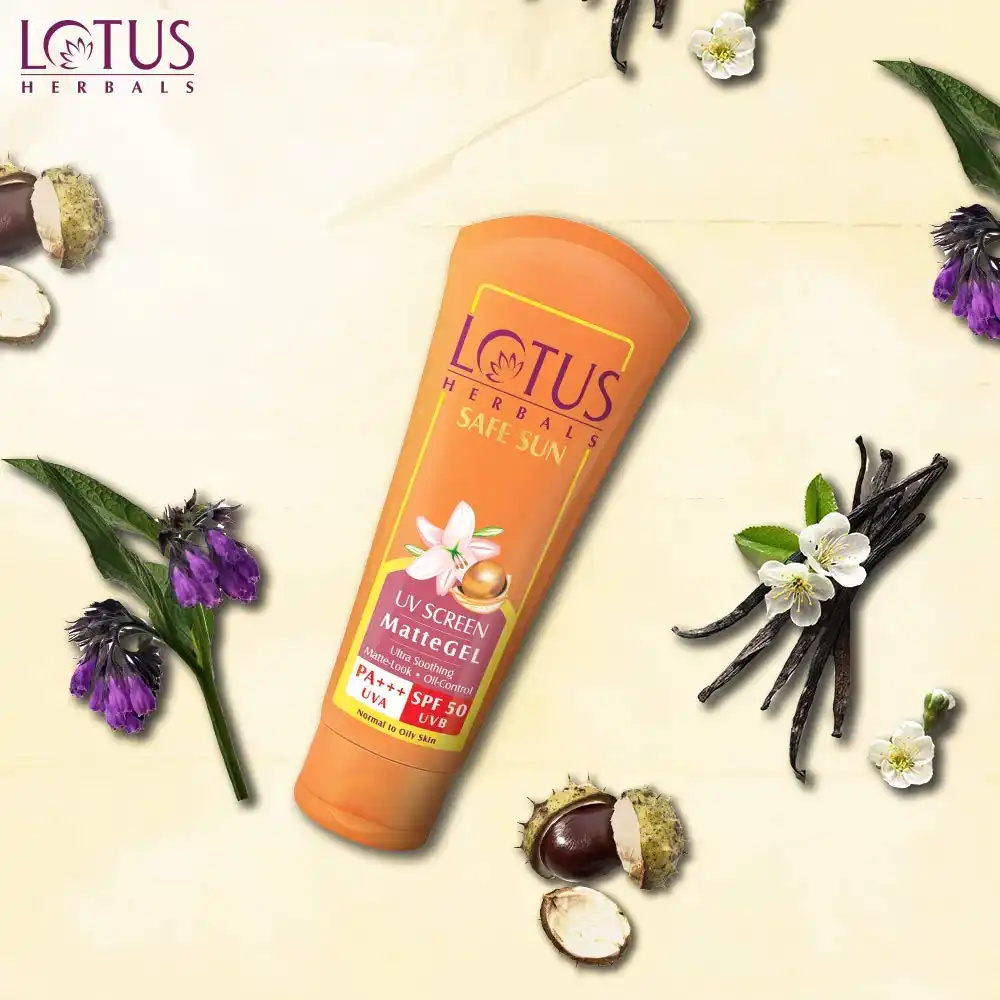 LOTUS
HERBALS
LOTUS
HERBALS
SAFE SUN
UV SCREEN
MatteGEL
Ultra Soothing
Matte-Look • Oil-Control
PA+++
UVA
SPF 50
UVB
Normal to Oily Skin